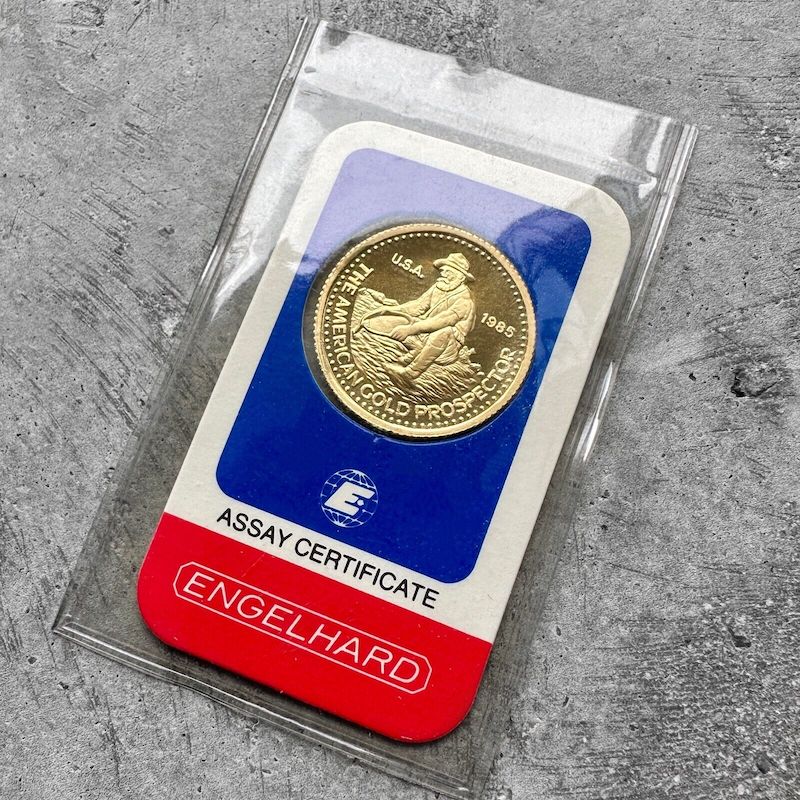 U.S.A.
1985
THE AMERICAN GOLD PROSPECTOR
E
ASSAY CERTIFICATE
ENGELHARD